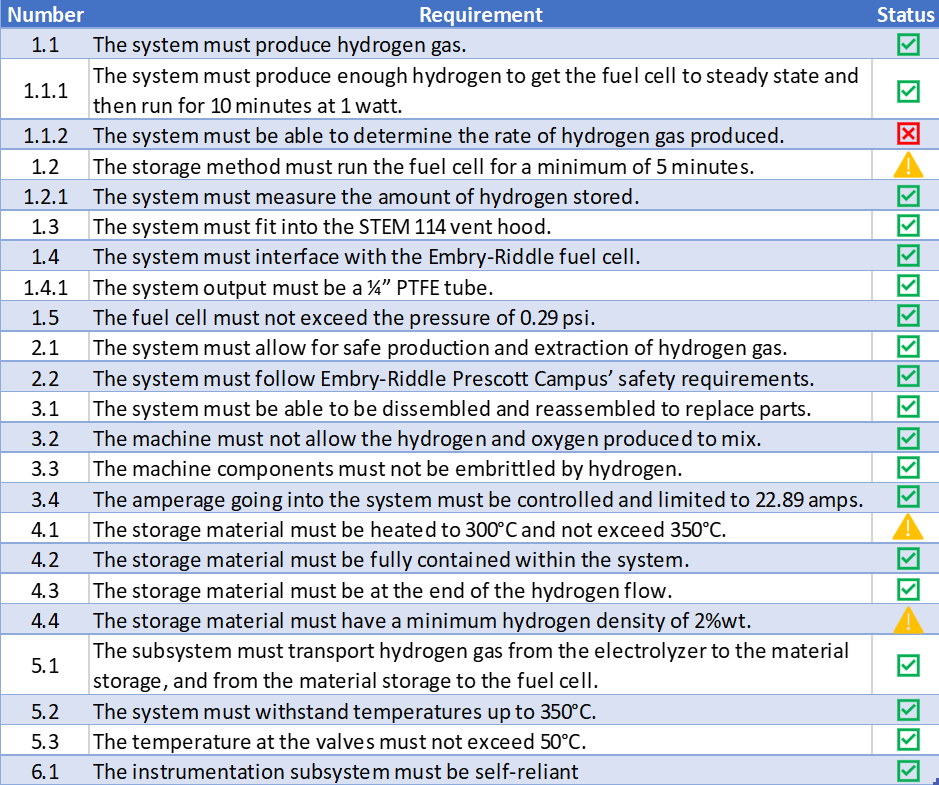 Number Requirement Status
1.1 The system must produce hydrogen gas.
1.1.1 The system must produce enough hydrogen to get the fuel cell to steady state and
then run for 10 minutes at 1 watt.
1.1.2 The system must be able to determine the rate of hydrogen gas produced.
1.2 The storage method must run the fuel cell for a minimum of 5 minutes.
1.2.1 The system must measure the amount of hydrogen stored.
1.3 The system must fit into the STEM 114 vent hood.
1.4 The system must interface with the Embry-Riddle fuel cell.
1.4.1 The system output must be a ¼” PTFE tube.
1.5 The fuel cell must not exceed the pressure of 0.29 psi.
2.1 The system must allow for safe production and extraction of hydrogen gas.
2.2 The system must follow Embry-Riddle Prescott Campus’ safety requirements.
3.1 The system must be able to be dissembled and reassembled to replace parts.
3.2 The machine must not allow the hydrogen and oxygen produced to mix.
3.3 The machine components must not be embrittled by hydrogen.
3.4 The amperage going into the system must be controlled and limited to 22.89 amps.
4.1 The storage material must be heated to 300°C and not exceed 350°C.
4.2 The storage material must be fully contained within the system.
4.3 The storage material must be at the end of the hydrogen flow.
4.4 The storage material must have a minimum hydrogen density of 2%wt.
5.1 The subsystem must transport hydrogen gas from the electrolyzer to the material
storage, and from the material storage to the fuel cell.
5.2 The system must withstand temperatures up to 350°C.
5.3 The temperature at the valves must not exceed 50°C.
6.1 The instrumentation subsystem must be self-reliant